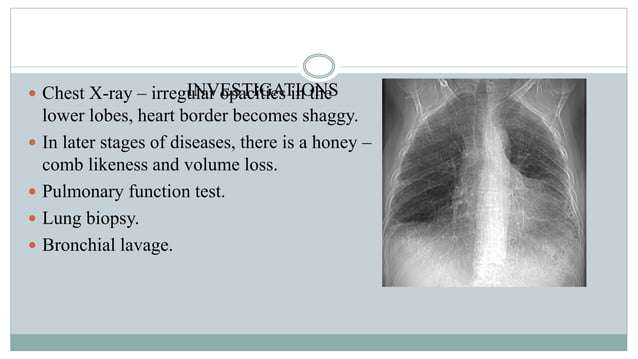 INVESTIGATIONS
• Chest X-ray – irregular opacities in the
lower lobes, heart border becomes shaggy.
• In later stages of diseases, there is a honey –
comb likeness and volume loss.
• Pulmonary function test.
• Lung biopsy.
• Bronchial lavage.